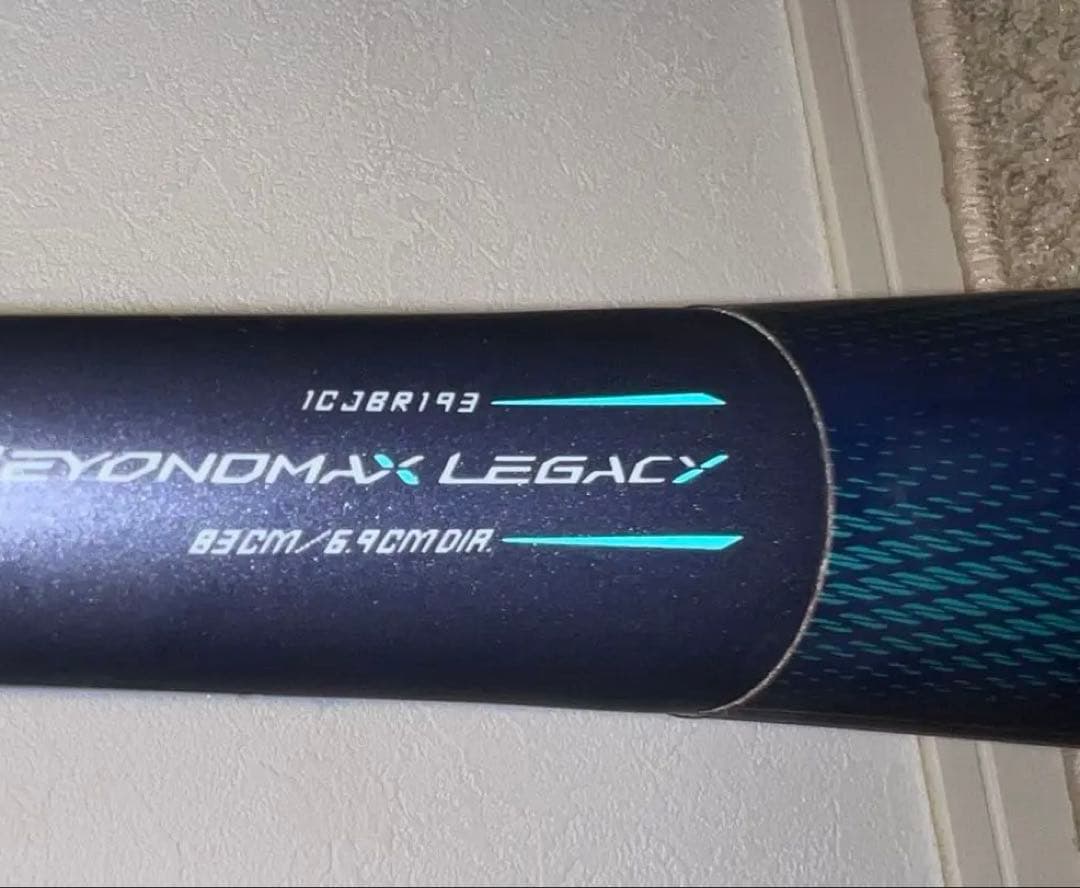 1CJBR193
BEYONDMAX LEGACY
83CM/6.9CMDIA.